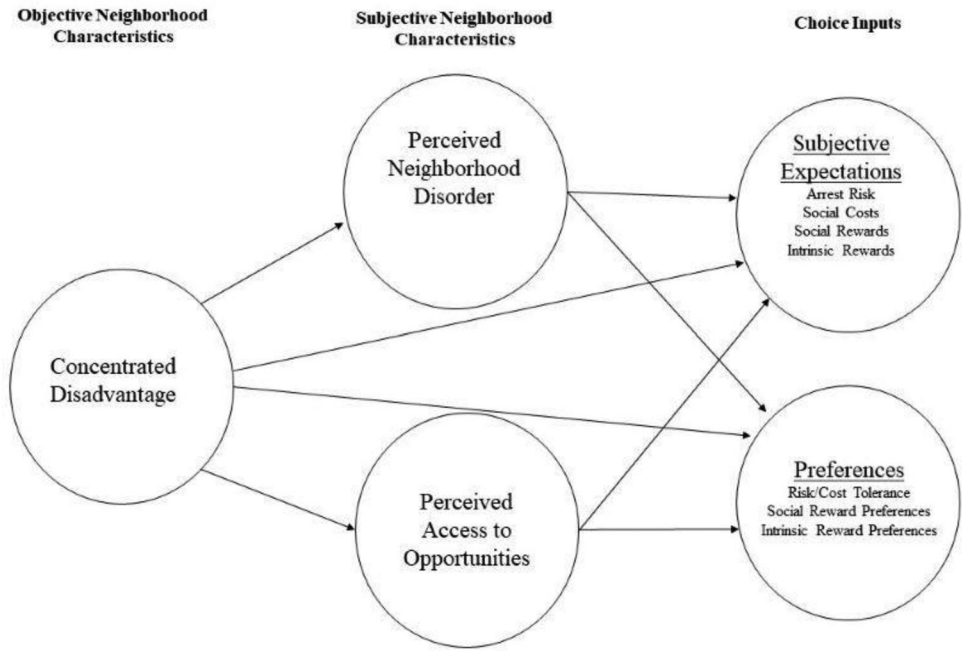 Objective Neighborhood
Characteristics
Subjective Neighborhood
Characteristics
Choice Inputs
Perceived
Neighborhood
Disorder
Subjective
Expectations
Arrest Risk
Social Costs
Social Rewards
Intrinsic Rewards
Concentrated
Disadvantage
Perceived
Access to
Opportunities
Preferences
Risk/Cost Tolerance
Social Reward Preferences
Intrinsic Reward Preferences